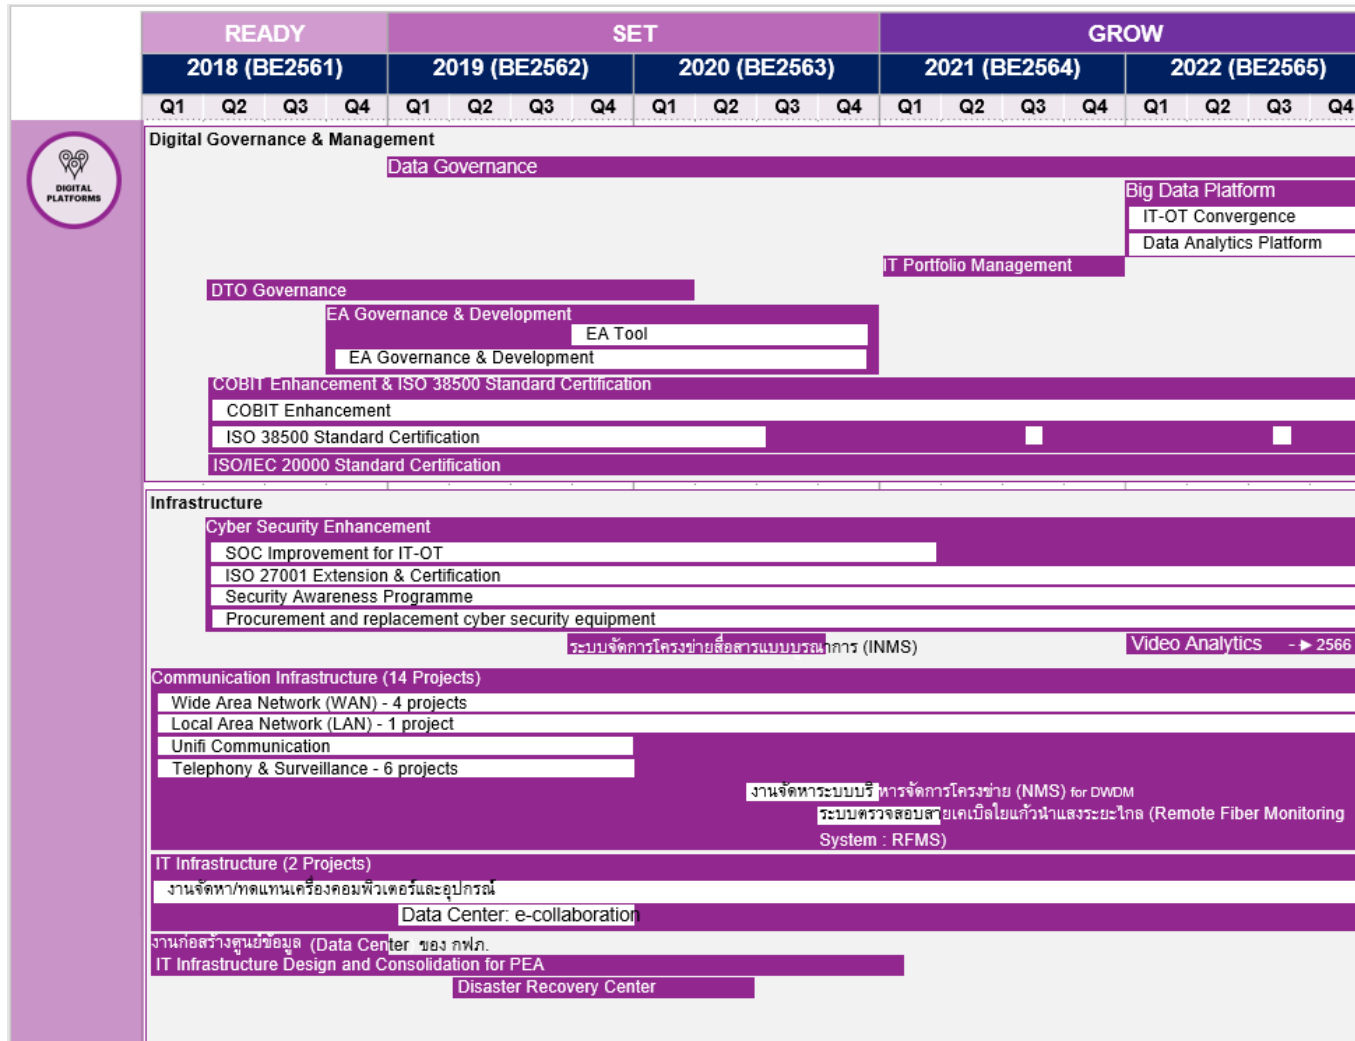 READY SET GROW
2018 (BE2561) 2019 (BE2562) 2020 (BE2563) 2021 (BE2564) 2022 (BE2565)
Q1 Q2 Q3 Q4 Q1 Q2 Q3 Q4 Q1 Q2 Q3 Q4 Q1 Q2 Q3 Q4 Q1 Q2 Q3 Q4
DIGITAL
PLATFORMS
Digital Governance & Management
Data Governance
Big Data Platform
IT-OT Convergence
Data Analytics Platform
IT Portfolio Management
DTO Governance
EA Governance & Development
EA Tool
EA Governance & Development
COBIT Enhancement & ISO 38500 Standard Certification
COBIT Enhancement
ISO 38500 Standard Certification
ISO/IEC 20000 Standard Certification
Infrastructure
Cyber Security Enhancement
SOC Improvement for IT-OT
ISO 27001 Extension & Certification
Security Awareness Programme
Procurement and replacement cyber security equipment
ระบบจัดการโครงข่ายสื่อสารแบบบูรณาการ (INMS) Video Analytics - ➤ 2566
Communication Infrastructure (14 Projects)
Wide Area Network (WAN) - 4 projects
Local Area Network (LAN) - 1 project
Unifi Communication
Telephony & Surveillance - 6 projects
งานจัดหาระบบบริหารจัดการโครงข่าย (NMS) for DWDM
ระบบตรวจสอบสายเคเบิลใยแก้วนำแสงระยะไกล (Remote Fiber Monitoring
System : RFMS)
IT Infrastructure (2 Projects)
งานจัดหา/ทดแทนเครื่องคอมพิวเตอร์และอุปกรณ์
Data Center: e-collaboration
งานก่อสร้างศูนย์ข้อมูล (Data Center ของ กฟภ.
IT Infrastructure Design and Consolidation for PEA
Disaster Recovery Center